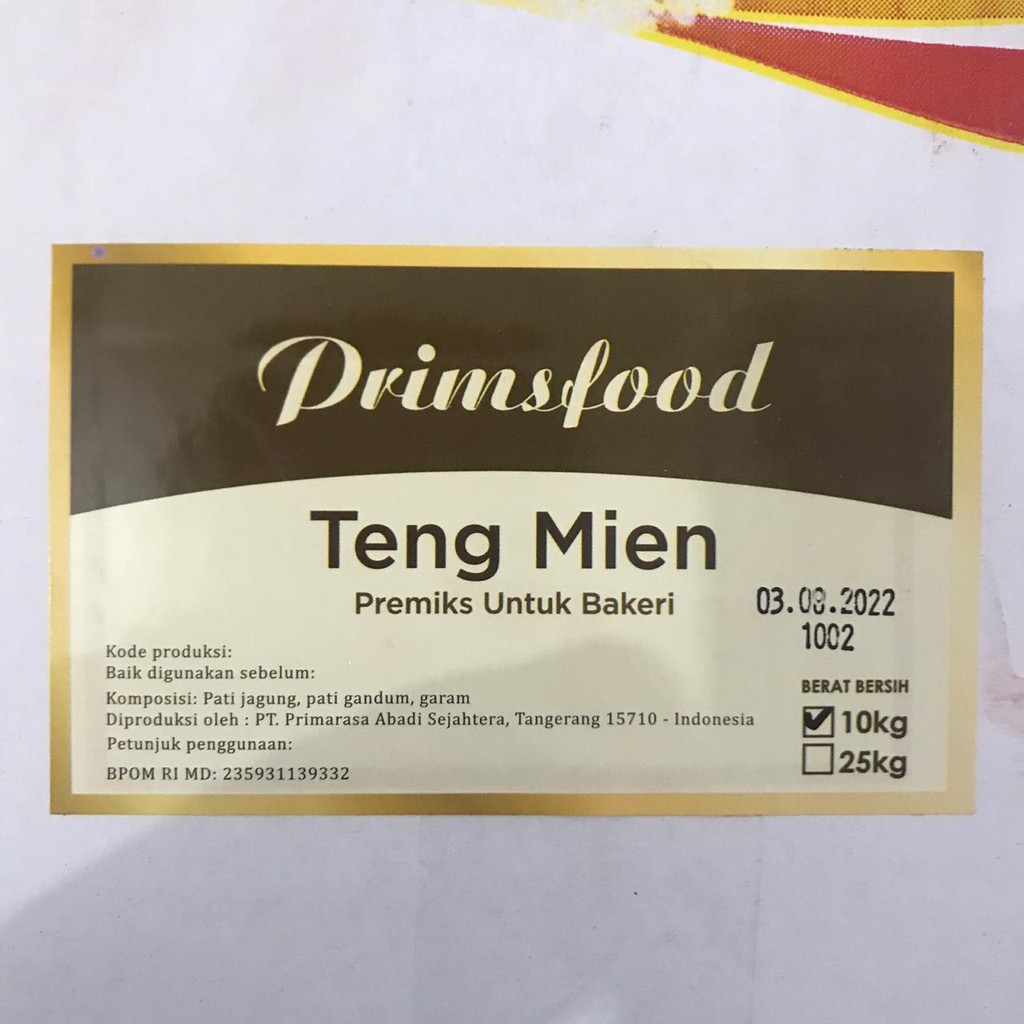 Primsfood
Teng Mien
Premiks Untuk Bakeri
03.08.2022
1002
Kode produksi:
Baik digunakan sebelum:
Komposisi: Pati jagung, pati gandum, garam
Diproduksi oleh : PT. Primarasa Abadi Sejahtera, Tangerang 15710 - Indonesia
Petunjuk penggunaan:
BPOM RI MD: 235931139332
BERAT BERSIH
10kg
25kg